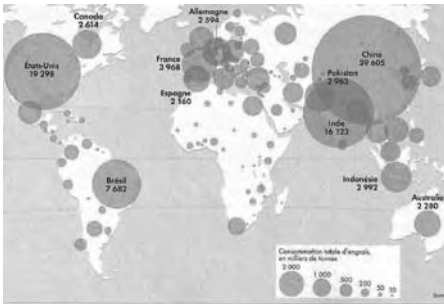 Canada
2 614
Allemagne
2 694
États-Unis
19 298
France
3 968
Chine
39 605
Pakistan
2 963
Espagne
2 160
Inde
16 123
Brésil
7 682
Indonésie
2 992
Australie
2 280
Consommation totale d'engrais,
en milliers de tonnes
2 000
1 000
500
200
50
10